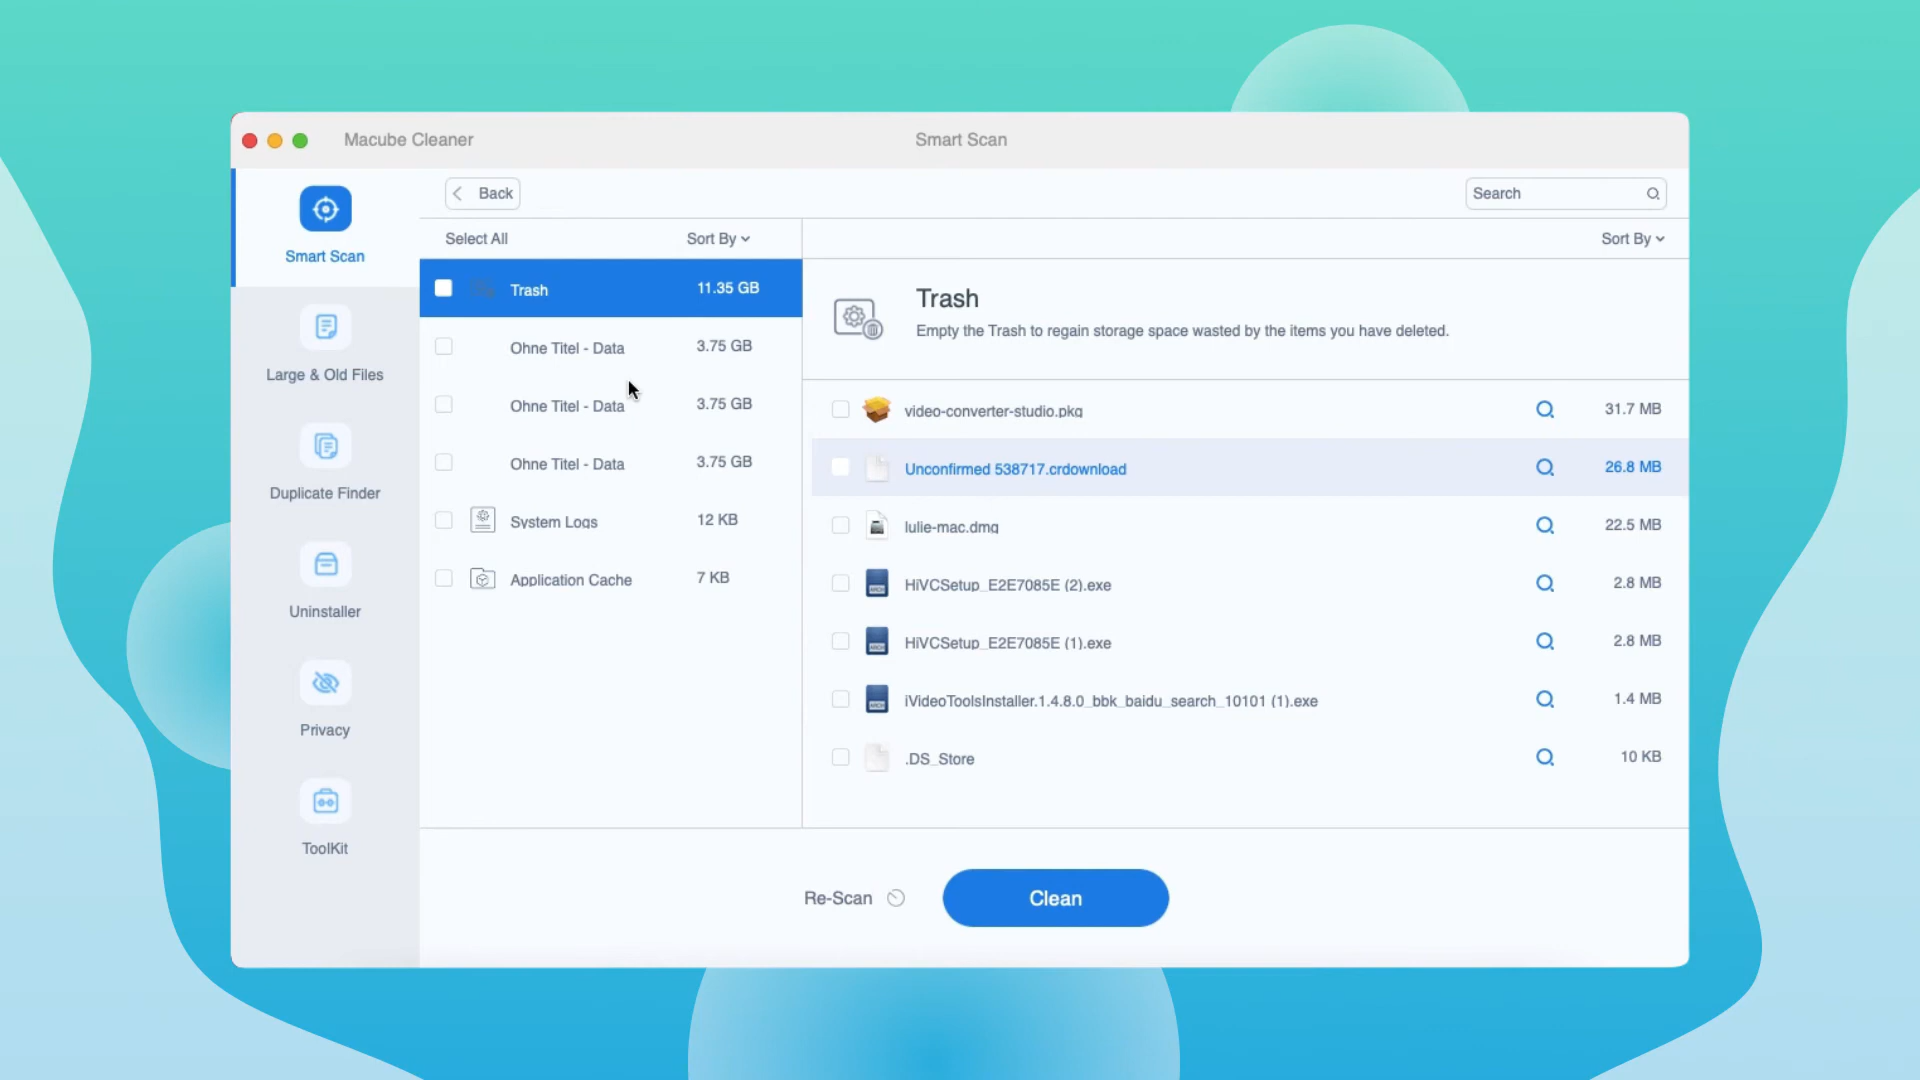 Macube Cleaner
Smart Scan
Smart Scan
Large & Old Files
Duplicate Finder
Uninstaller
Privacy
ToolKit
Back
Search
Select All
Sort By
Trash 11.35 GB
Ohne Titel - Data 3.75 GB
Ohne Titel - Data 3.75 GB
Ohne Titel - Data 3.75 GB
System Logs 12 KB
Application Cache 7 KB
Sort By
Trash
Empty the Trash to regain storage space wasted by the items you have deleted.
video-converter-studio.pkg 31.7 MB
Unconfirmed 538717.crdownload 26.8 MB
lulie-mac.dmg 22.5 MB
HiVCSetup_E2E7085E (2).exe 2.8 MB
HiVCSetup_E2E7085E (1).exe 2.8 MB
iVideoToolsInstaller.1.4.8.0_bbk_baidu_search_10101 (1).exe 1.4 MB
.DS_Store 10 KB
Re-Scan
Clean